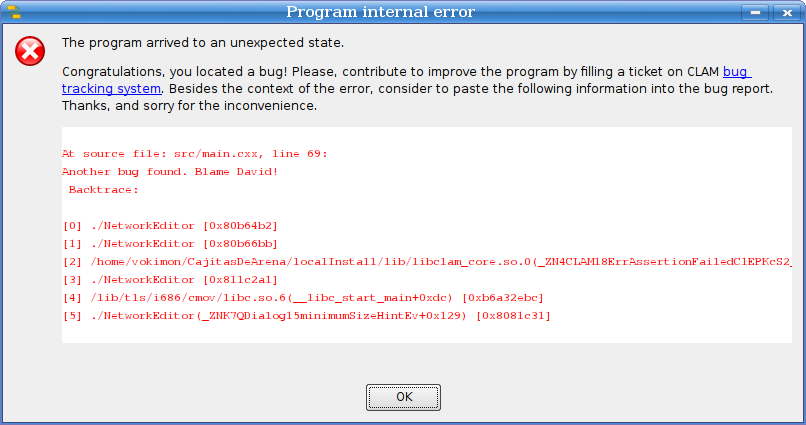 Program internal error
The program arrived to an unexpected state.
Congratulations, you located a bug! Please, contribute to improve the program by filling a ticket on CLAM bug
tracking system. Besides the context of the error, consider to paste the following information into the bug report.
Thanks, and sorry for the inconvenience.
At source file: src/main.cxx, line 69:
Another bug found. Blame David!
Backtrace:
[0] ./NetworkEditor [0x80b64b2]
[1] ./NetworkEditor [0x80b66bb]
[2] /home/vokimon/CajitasDeArena/localInstall/lib/libclam_core.so.0(_ZN4CLAM18ErrAssertionFailedC1EPKcS2_
[3] ./NetworkEditor [0x811c2a1]
[4] /lib/tls/i686/cmov/libc.so.6(__libc_start_main+0xdc) [0xb6a32ebc]
[5] ./NetworkEditor(_ZNK7QDialog15minimumSizeHintEv+0x129) [0x8081c31]
OK